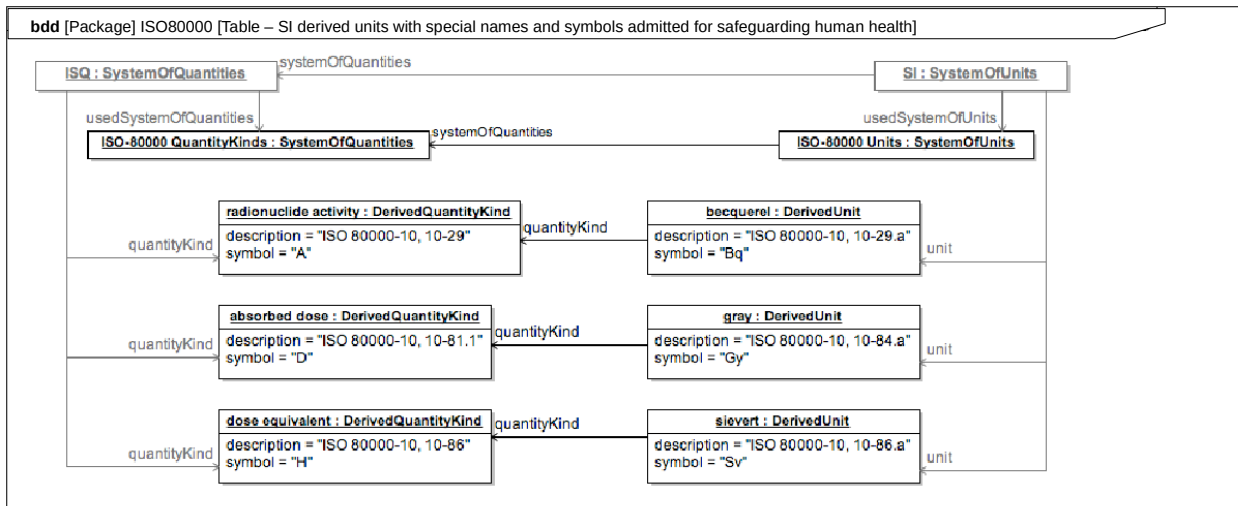 bdd [Package] ISO80000 [Table – SI derived units with special names and symbols admitted for safeguarding human health]
ISQ : SystemOfQuantities
systemOfQuantities
SI : SystemOfUnits
usedSystemOfQuantities
usedSystemOfUnits
ISO-80000 QuantityKinds : SystemOfQuantities
systemOfQuantities
ISO-80000 Units : SystemOfUnits
radionuclide activity : DerivedQuantityKind
description = "ISO 80000-10, 10-29"
symbol = "A"
quantityKind
quantityKind
becquerel : DerivedUnit
description = "ISO 80000-10, 10-29.a"
symbol = "Bq"
unit
absorbed dose : DerivedQuantityKind
description = "ISO 80000-10, 10-81.1"
symbol = "D"
quantityKind
quantityKind
gray : DerivedUnit
description = "ISO 80000-10, 10-84.a"
symbol = "Gy"
unit
dose equivalent : DerivedQuantityKind
description = "ISO 80000-10, 10-86"
symbol = "H"
quantityKind
quantityKind
sievert : DerivedUnit
description = "ISO 80000-10, 10-86.a"
symbol = "Sv"
unit